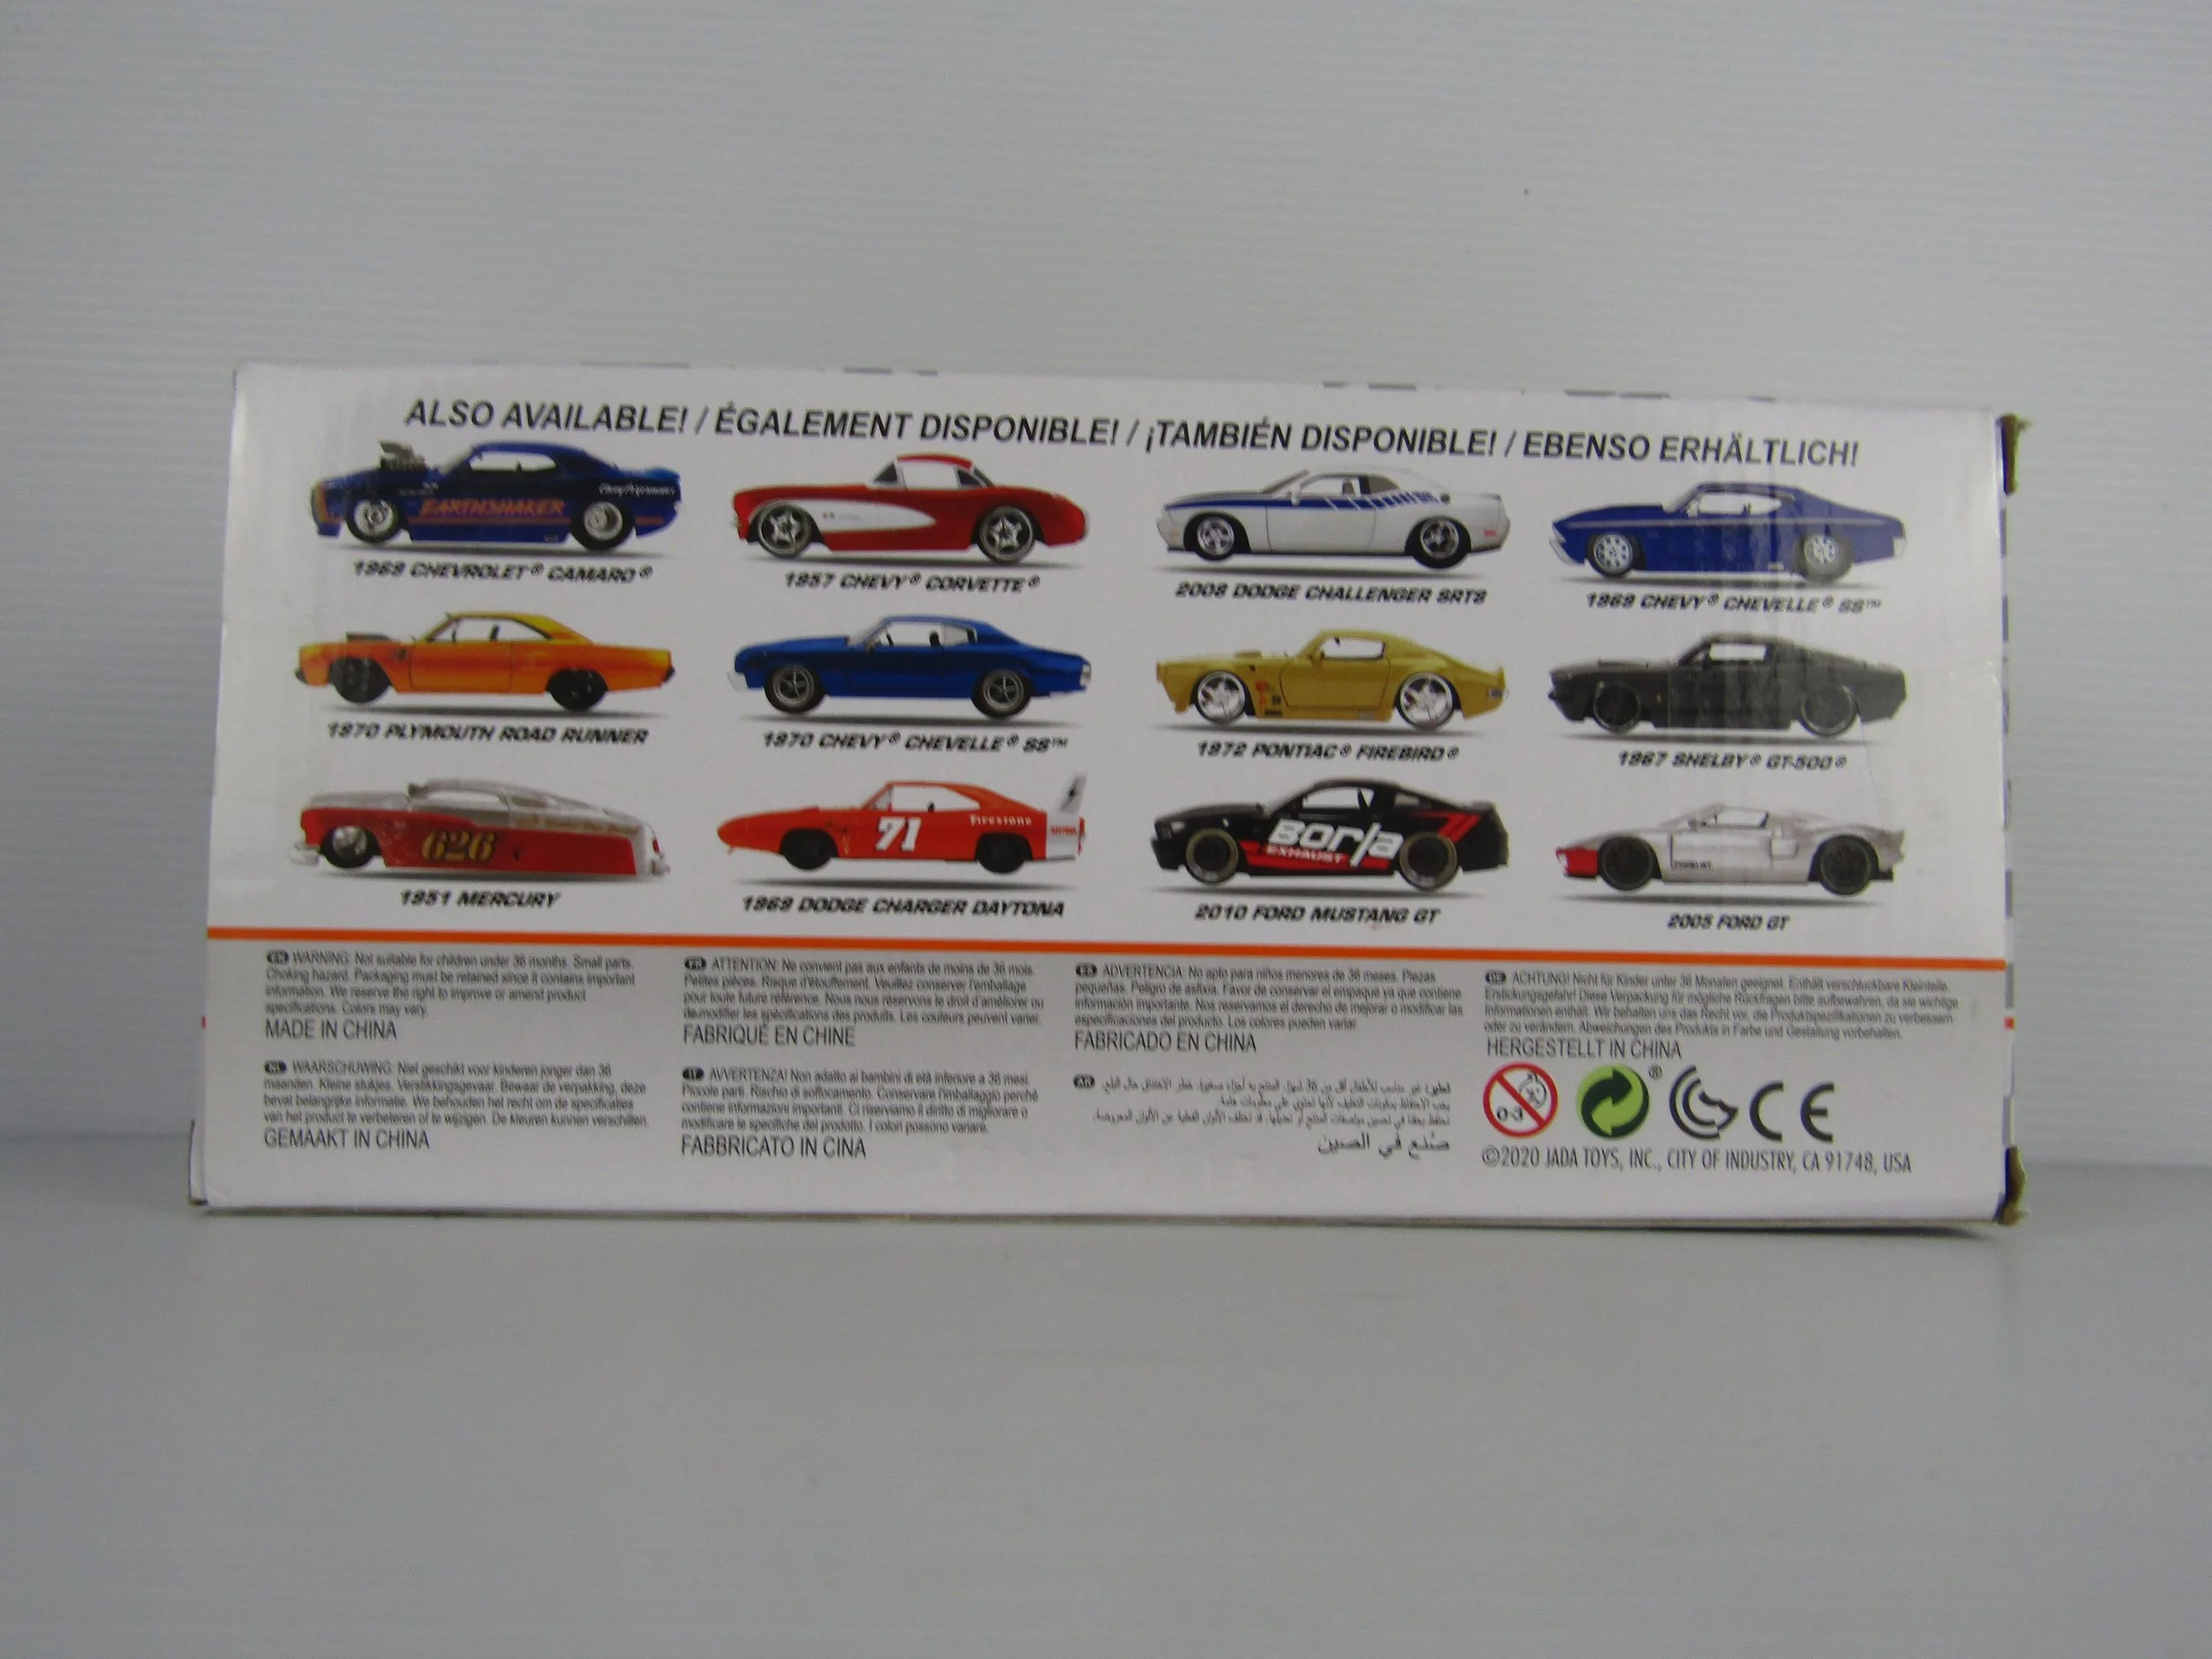 ALSO AVAILABLE! / ÉGALEMENT DISPONIBLE! / ¡TAMBIÉN DISPONIBLE! / EBENSO ERHÄLTLICH!
EARTHSHAKER
1969 CHEVROLET® CAMARO®
1957 CHEVY® CORVETTE®
2008 DODGE CHALLENGER SRT8
1969 CHEVY® CHEVELLE® SS™
1970 PLYMOUTH ROAD RUNNER
1970 CHEVY® CHEVELLE® SS™
1972 PONTIAC® FIREBIRD®
1967 SHELBY® GT-500®
626
71
Firestone
Borla
EXHAUST
1951 MERCURY
1969 DODGE CHARGER DAYTONA
2010 FORD MUSTANG GT
2005 FORD GT
EN WARNING: Not suitable for children under 36 months. Small parts.
Choking hazard. Packaging must be retained since it contains important
information. We reserve the right to improve or amend product
specifications. Colors may vary.
MADE IN CHINA
FR ATTENTION: Ne convient pas aux enfants de moins de 36 mois.
Petites pièces. Risque d'étouffement. Veuillez conserver l'emballage
pour toute future référence. Nous nous réservons le droit d'améliorer ou
de modifier les spécifications des produits. Les couleurs peuvent varier.
FABRIQUÉ EN CHINE
ES ADVERTENCIA: No apto para niños menores de 36 meses. Piezas
pequeñas. Peligro de asfixia. Favor de conservar el empaque ya que contiene
información importante. Nos reservamos el derecho de mejorar o modificar las
especificaciones del producto. Los colores pueden variar.
FABRICADO EN CHINA
DE ACHTUNG! Nicht für Kinder unter 36 Monaten geeignet. Enthält verschluckbare Kleinteile.
Erstickungsgefahr! Diese Verpackung für mögliche Rückfragen bitte aufbewahren, da sie wichtige
Informationen enthält. Wir behalten uns das Recht vor, die Produktspezifikationen zu verbessern
oder zu verändern. Abweichungen des Produkts in Farbe und Gestaltung vorbehalten.
HERGESTELLT IN CHINA
NL WAARSCHUWING: Niet geschikt voor kinderen jonger dan 36
maanden. Kleine stukjes. Verstikkingsgevaar. Bewaar de verpakking, deze
bevat belangrijke informatie. We behouden het recht om de specificaties
van het product te verbeteren of te wijzigen. De kleuren kunnen verschillen.
GEMAAKT IN CHINA
IT AVVERTENZA! Non adatto ai bambini di età inferiore a 36 mesi.
Piccole parti. Rischio di soffocamento. Conservare l'imballaggio perché
contiene informazioni importanti. Ci riserviamo il diritto di migliorare o
modificare le specifiche del prodotto. I colori possono variare.
FABBRICATO IN CINA
AR
صُنع في الصين
0-3
®
CE
©2020 JADA TOYS, INC., CITY OF INDUSTRY, CA 91748, USA